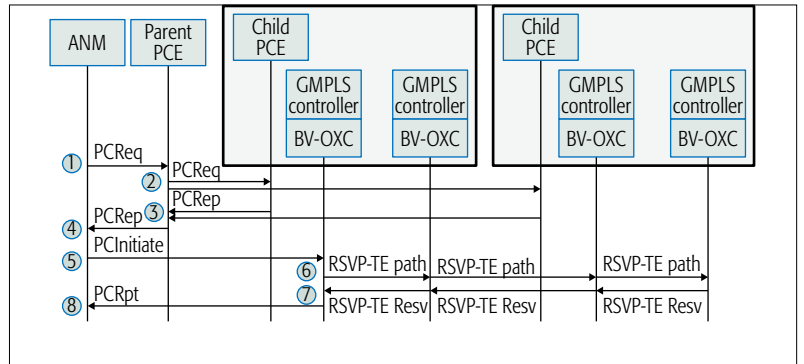 ANM
Parent
PCE
Child
PCE
Child
PCE
GMPLS
controller
BV-OXC
GMPLS
controller
BV-OXC
GMPLS
controller
BV-OXC
GMPLS
controller
BV-OXC
1 PCReq
2 PCReq
3 PCRep
4 PCRep
5 PCInitiate
6 RSVP-TE path RSVP-TE path RSVP-TE path
7 RSVP-TE Resv RSVP-TE Resv RSVP-TE Resv
8 PCRpt